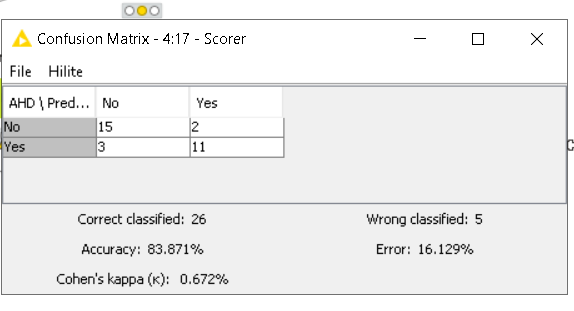 Confusion Matrix - 4:17 - Scorer
File Hilite
AHD \ Pred... No Yes
No 15 2
Yes 3 11
Correct classified: 26 Wrong classified: 5
Accuracy: 83.871% Error: 16.129%
Cohen's kappa (κ): 0.672%